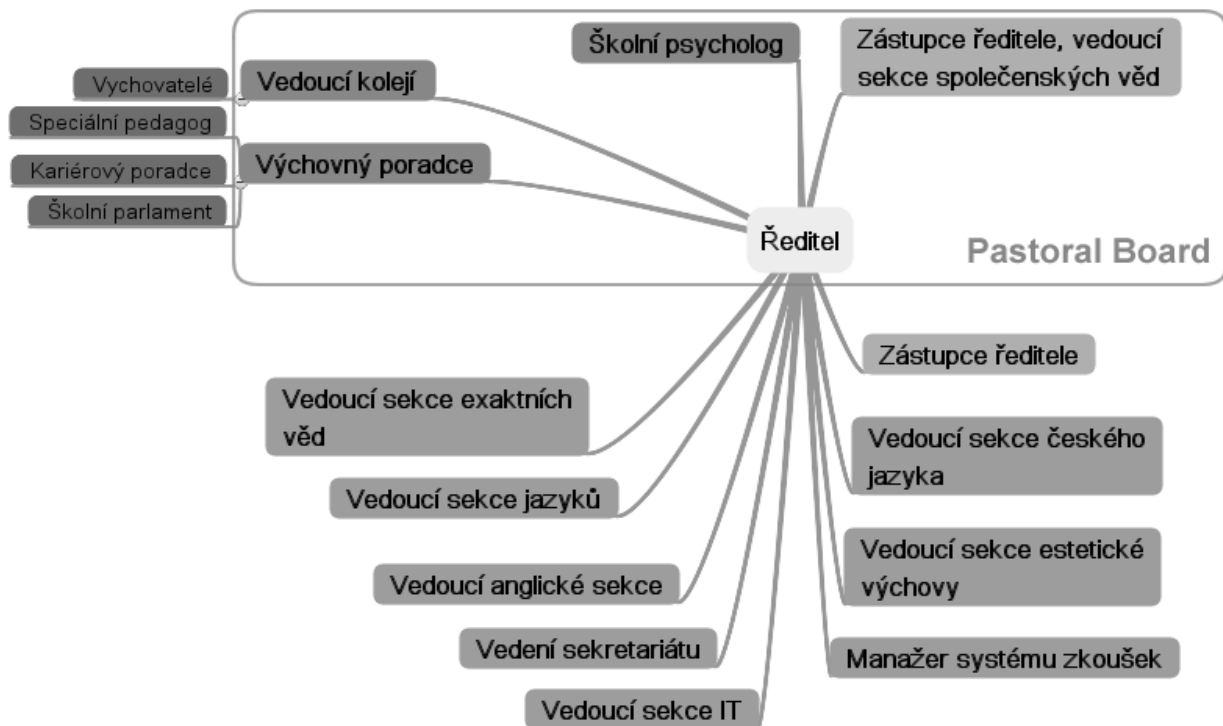 Školní psycholog
Zástupce ředitele, vedoucí
sekce společenských věd
Vychovatelé
Vedoucí kolejí
Speciální pedagog
Kariérový poradce
Výchovný poradce
Školní parlament
Ředitel
Pastoral Board
Zástupce ředitele
Vedoucí sekce exaktních
věd
Vedoucí sekce českého
jazyka
Vedoucí sekce jazyků
Vedoucí sekce estetické
výchovy
Vedoucí anglické sekce
Vedení sekretariátu
Manažer systému zkoušek
Vedoucí sekce IT